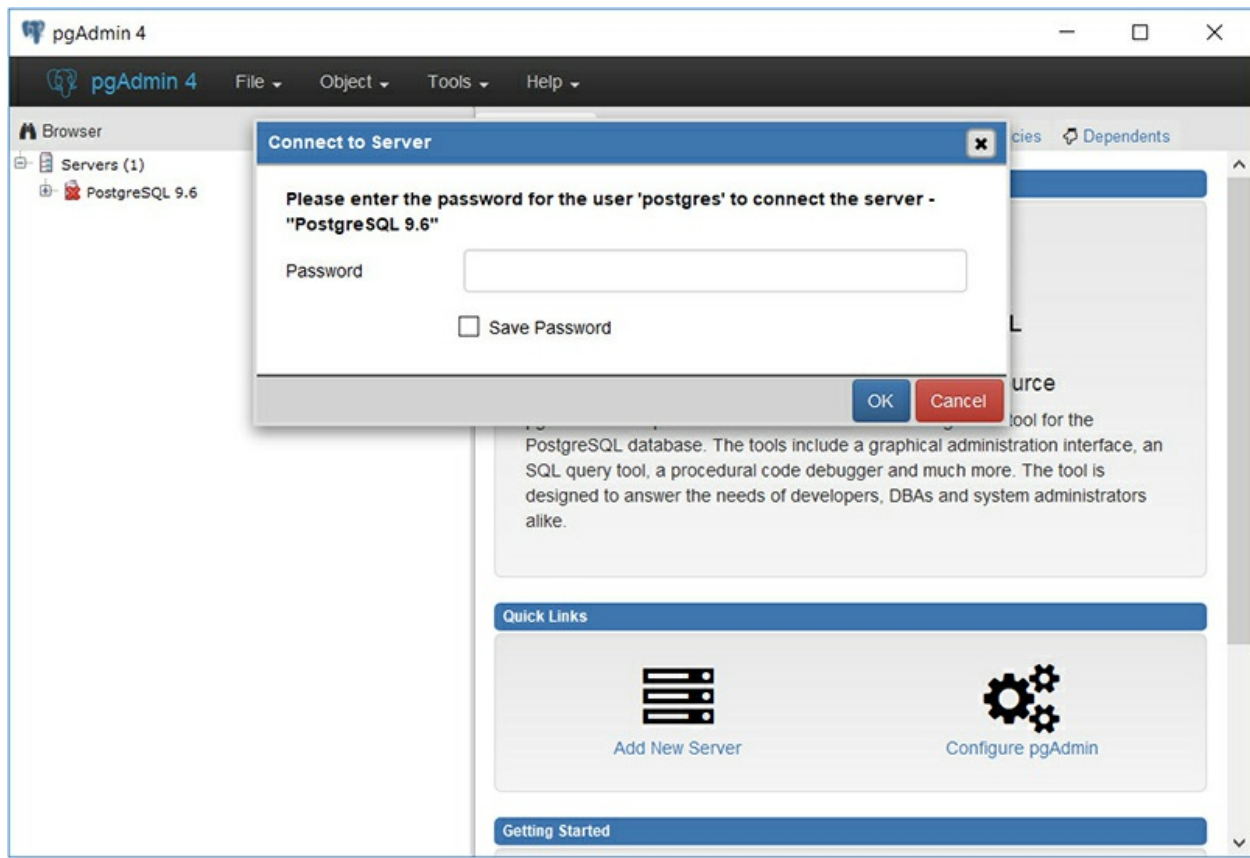 pgAdmin 4
pgAdmin 4 File Object Tools Help
Browser
cies Dependents
Servers (1)
PostgreSQL 9.6
Connect to Server
Please enter the password for the user 'postgres' to connect the server -
"PostgreSQL 9.6"
Password
Save Password
OK Cancel
L
urce
tool for the
PostgreSQL database. The tools include a graphical administration interface, an
SQL query tool, a procedural code debugger and much more. The tool is
designed to answer the needs of developers, DBAs and system administrators
alike.
Quick Links
Add New Server Configure pgAdmin
Getting Started